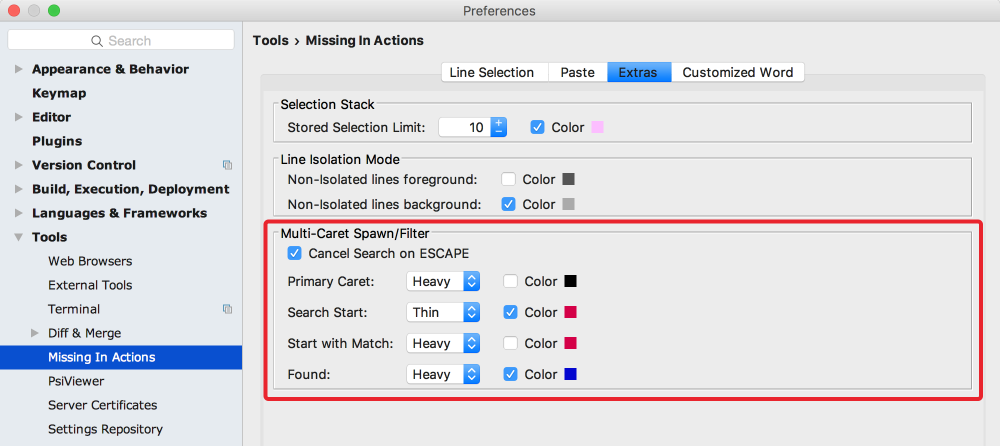 Preferences
Search
Appearance & Behavior
Keymap
Editor
Plugins
Version Control
Build, Execution, Deployment
Languages & Frameworks
Tools
Web Browsers
External Tools
Terminal
Diff & Merge
Missing In Actions
PsiViewer
Server Certificates
Settings Repository
Tools › Missing In Actions
Line Selection Paste Extras Customized Word
Selection Stack
Stored Selection Limit: 10 Color
Line Isolation Mode
Non-Isolated lines foreground: Color
Non-Isolated lines background: Color
Multi-Caret Spawn/Filter
Cancel Search on ESCAPE
Primary Caret: Heavy Color
Search Start: Thin Color
Start with Match: Heavy Color
Found: Heavy Color